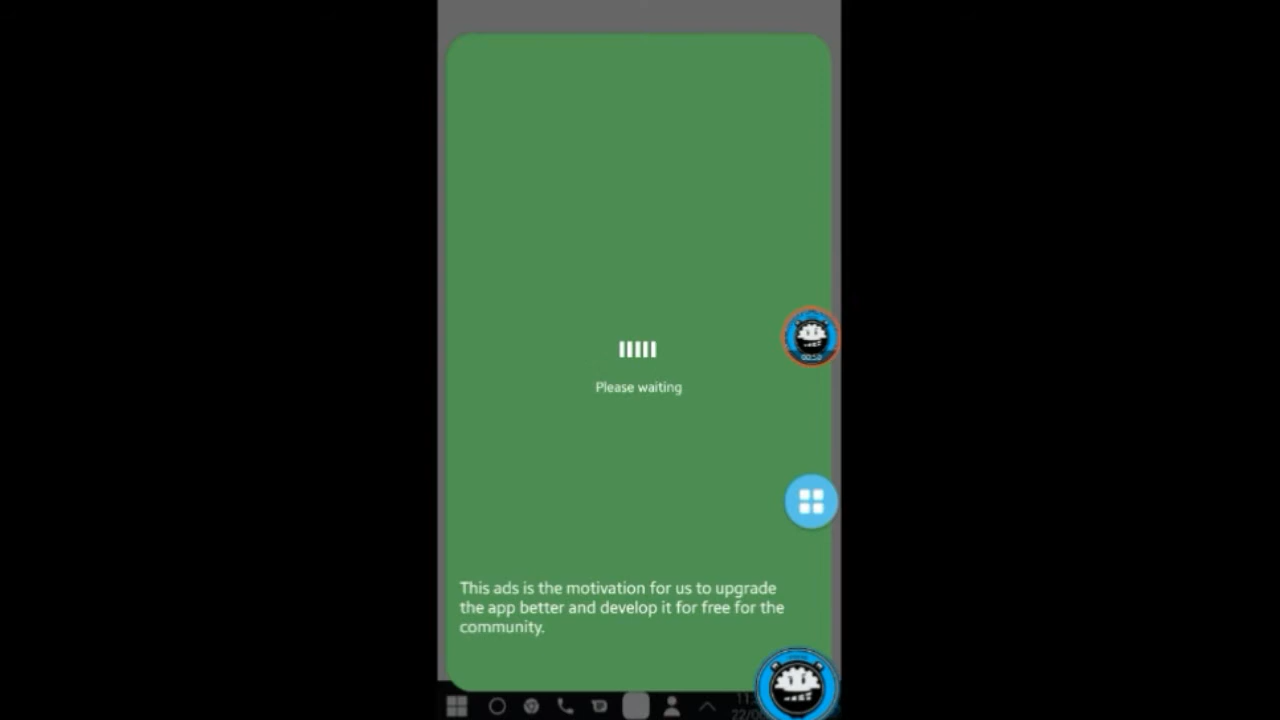 Please waiting
This ads is the motivation for us to upgrade
the app better and develop it for free for the
community.